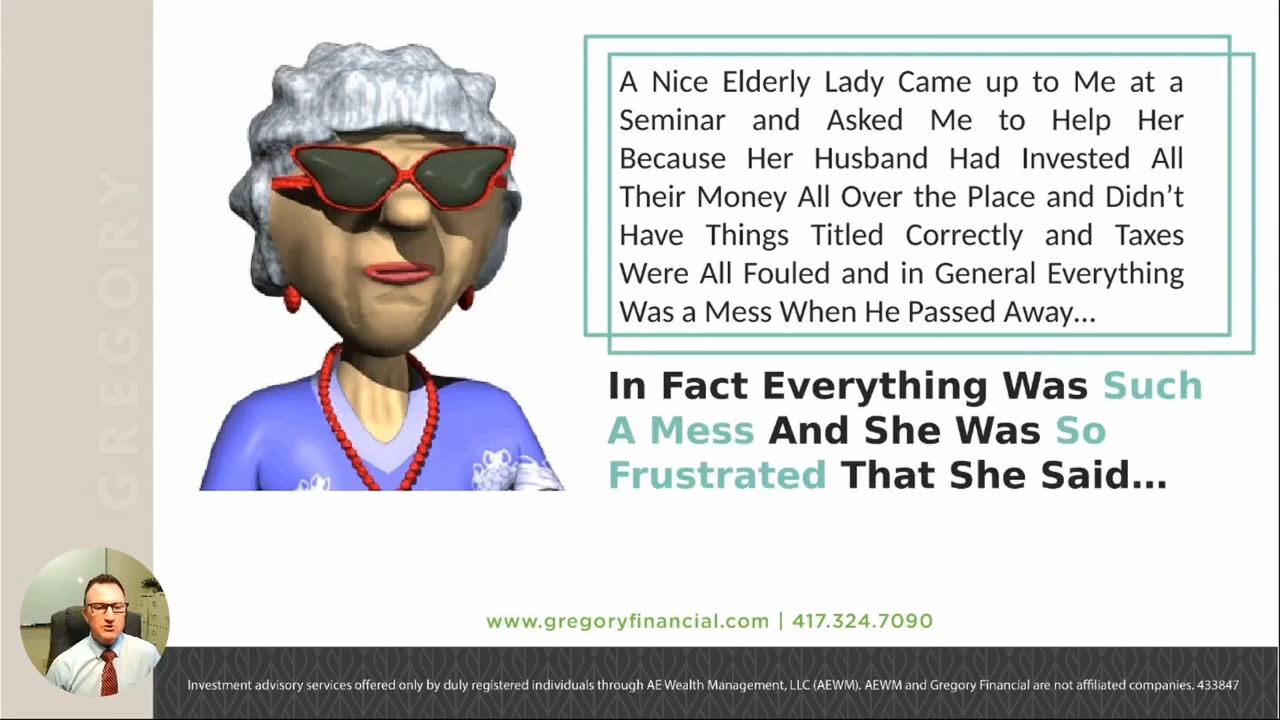 GREGORY
A Nice Elderly Lady Came up to Me at a
Seminar and Asked Me to Help Her
Because Her Husband Had Invested All
Their Money All Over the Place and Didn’t
Have Things Titled Correctly and Taxes
Were All Fouled and in General Everything
Was a Mess When He Passed Away...
In Fact Everything Was Such
A Mess And She Was So
Frustrated That She Said...
www.gregoryfinancial.com | 417.324.7090
Investment advisory services offered only by duly registered individuals through AE Wealth Management, LLC (AEWM). AEWM and Gregory Financial are not affiliated companies. 433847